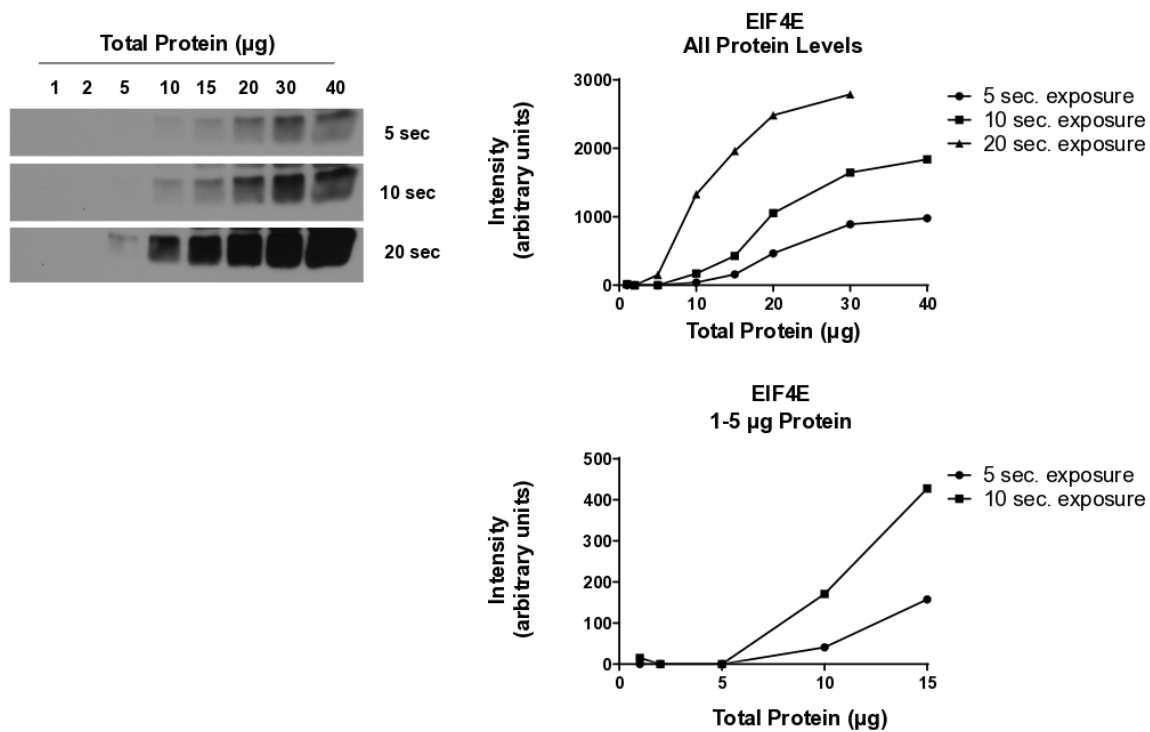 Total Protein (µg)
1 2 5 10 15 20 30 40
5 sec
10 sec
20 sec
EIF4E
All Protein Levels
3000
2000
1000
0
0 10 20 30 40
Intensity
(arbitrary units)
Total Protein (µg)
5 sec. exposure
10 sec. exposure
20 sec. exposure
EIF4E
1-5 µg Protein
500
400
300
200
100
0
0 5 10 15
Intensity
(arbitrary units)
Total Protein (µg)
5 sec. exposure
10 sec. exposure